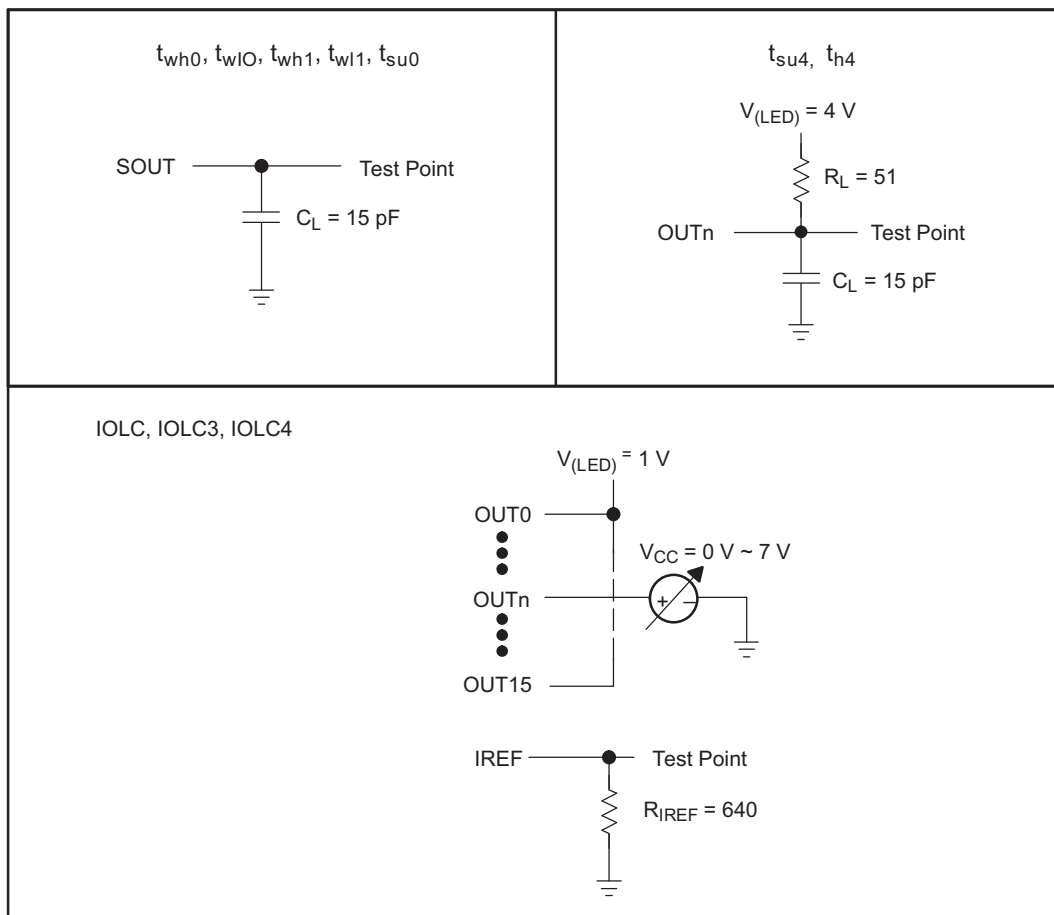 t_wh0, t_wlO, t_wh1, t_wl1, t_su0
SOUT
Test Point
C_L = 15 pF
t_su4, t_h4
V_(LED) = 4 V
R_L = 51
OUTn
Test Point
C_L = 15 pF
IOLC, IOLC3, IOLC4
V_(LED) = 1 V
OUT0
V_CC = 0 V ~ 7 V
OUTn
+ –
OUT15
IREF
Test Point
R_IREF = 640